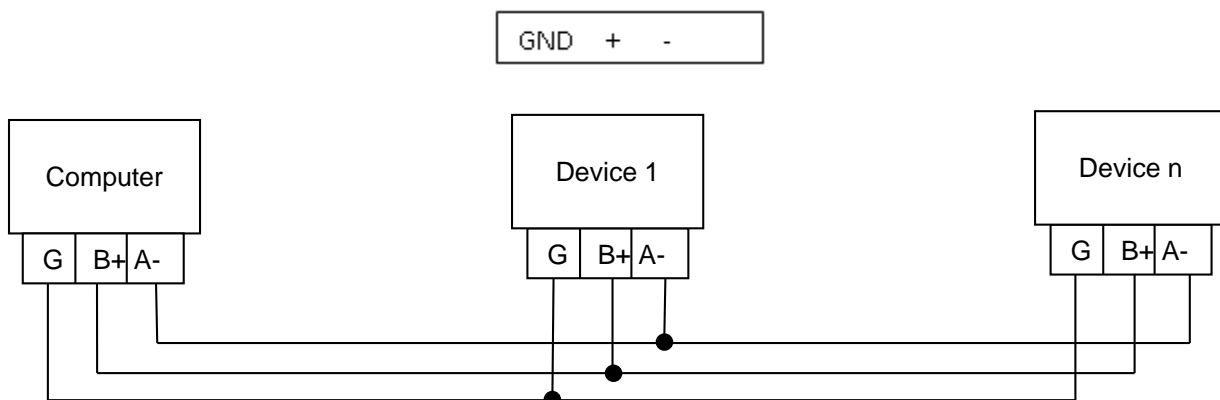 GND + -
Computer
Device 1
Device n
G B+ A-
G B+ A-
G B+ A-